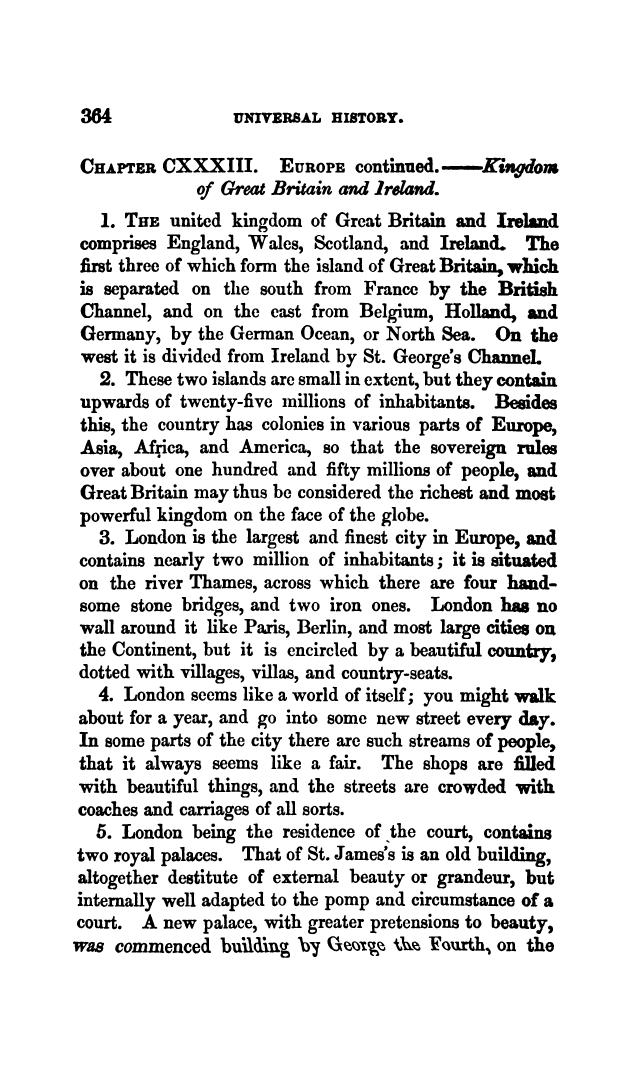 364 UNIVERSAL HISTORY.
CHAPTER CXXXIII. EUROPE continued.——Kingdom
of Great Britain and Ireland.
1. THE united kingdom of Great Britain and Ireland
comprises England, Wales, Scotland, and Ireland. The
first three of which form the island of Great Britain, which
is separated on the south from France by the British
Channel, and on the east from Belgium, Holland, and
Germany, by the German Ocean, or North Sea. On the
west it is divided from Ireland by St. George's Channel.
2. These two islands are small in extent, but they contain
upwards of twenty-five millions of inhabitants. Besides
this, the country has colonies in various parts of Europe,
Asia, Africa, and America, so that the sovereign rules
over about one hundred and fifty millions of people, and
Great Britain may thus be considered the richest and most
powerful kingdom on the face of the globe.
3. London is the largest and finest city in Europe, and
contains nearly two million of inhabitants; it is situated
on the river Thames, across which there are four hand-
some stone bridges, and two iron ones. London has no
wall around it like Paris, Berlin, and most large cities on
the Continent, but it is encircled by a beautiful country,
dotted with villages, villas, and country-seats.
4. London seems like a world of itself; you might walk
about for a year, and go into some new street every day.
In some parts of the city there are such streams of people,
that it always seems like a fair. The shops are filled
with beautiful things, and the streets are crowded with
coaches and carriages of all sorts.
5. London being the residence of the court, contains
two royal palaces. That of St. James's is an old building,
altogether destitute of external beauty or grandeur, but
internally well adapted to the pomp and circumstance of a
court. A new palace, with greater pretensions to beauty,
was commenced building by George the Fourth, on the